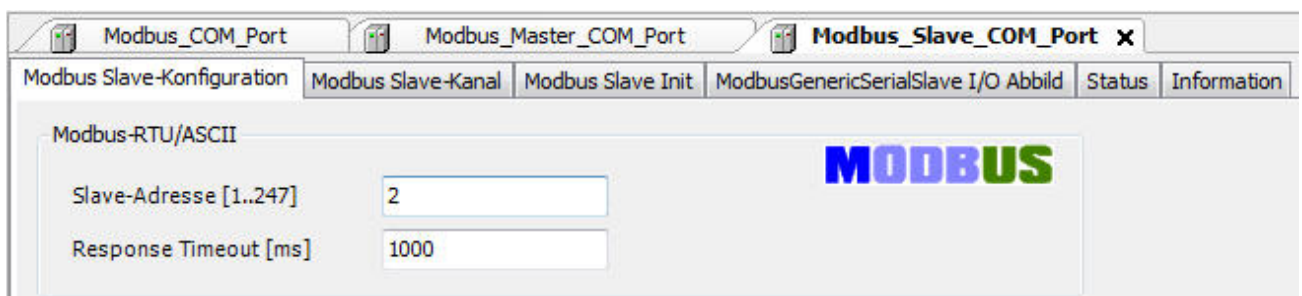 Modbus_COM_Port Modbus_Master_COM_Port Modbus_Slave_COM_Port
Modbus Slave-Konfiguration Modbus Slave-Kanal Modbus Slave Init ModbusGenericSerialSlave I/O Abbild Status Information
Modbus-RTU/ASCII
MODBUS
Slave-Adresse [1..247] 2
Response Timeout [ms] 1000